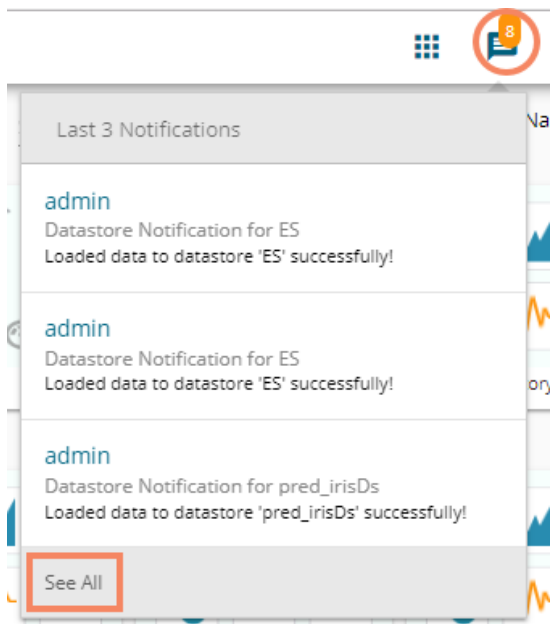 8
Last 3 Notifications
admin
Datastore Notification for ES
Loaded data to datastore 'ES' successfully!
admin
Datastore Notification for ES
Loaded data to datastore 'ES' successfully!
admin
Datastore Notification for pred_irisDs
Loaded data to datastore 'pred_irisDs' successfully!
See All